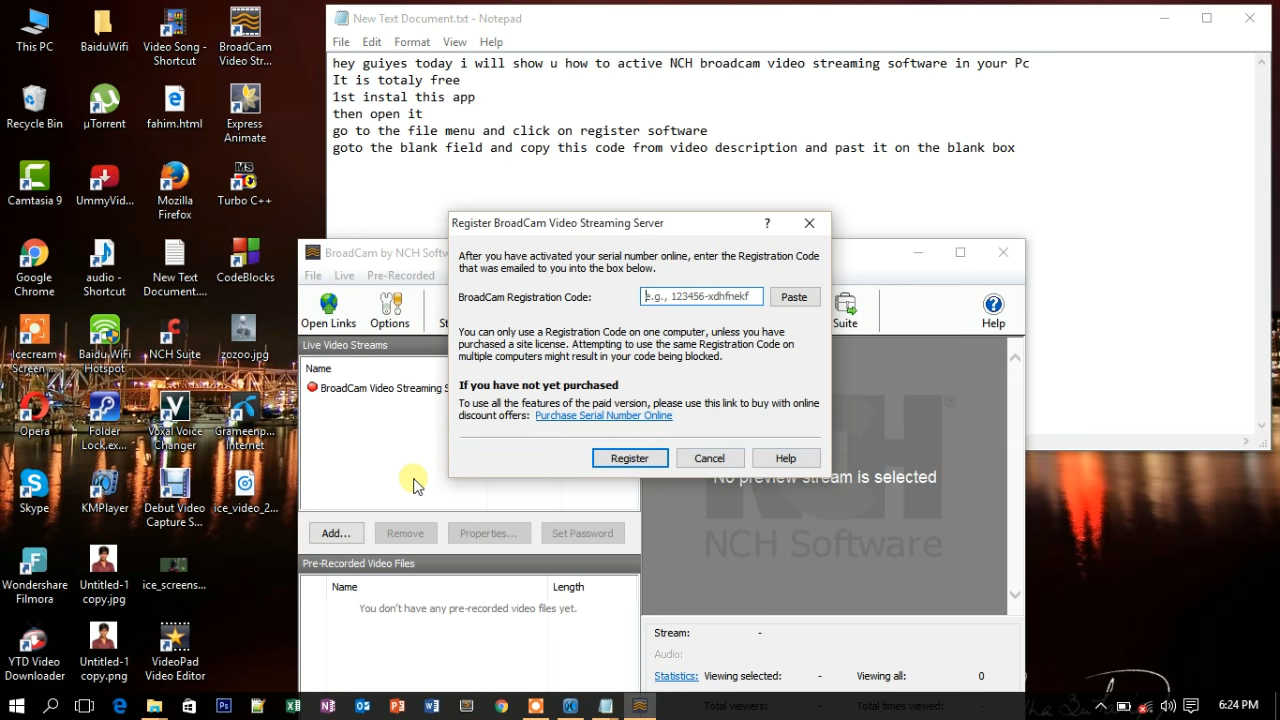 This PC
BaiduWifi
Video Song - Shortcut
BroadCam Video Str...
Recycle Bin
µTorrent
fahim.html
Express Animate
Camtasia 9
UmmyVid...
Mozilla Firefox
MS
Turbo C++
Google Chrome
audio - Shortcut
New Text Document....
CodeBlocks
Icecream Screen ...
Baidu WiFi Hotspot
NCH Suite
zozoo.jpg
Opera
Folder Lock.ex...
Voxal Voice Changer
Grameenp... Internet
Skype
KMPlayer
Debut Video Capture S...
ice_video_2...
Wondershare Filmora
Untitled-1 copy.jpg
ice_screens...
YTD Video Downloader
Untitled-1 copy.png
VideoPad Video Editor
New Text Document.txt - Notepad
File Edit Format View Help
hey guiyes today i will show u how to active NCH broadcam video streaming software in your Pc
It is totaly free
1st instal this app
then open it
go to the file menu and click on register software
goto the blank field and copy this code from video description and past it on the blank box
BroadCam by NCH Softw
File Live Pre-Recorded
Open Links Options St Suite Help
Live Video Streams
Name
BroadCam Video Streaming S
Register BroadCam Video Streaming Server
?
After you have activated your serial number online, enter the Registration Code
that was emailed to you into the box below.
BroadCam Registration Code: e.g., 123456-xdhfnekf Paste
You can only use a Registration Code on one computer, unless you have
purchased a site license. Attempting to use the same Registration Code on
multiple computers might result in your code being blocked.
If you have not yet purchased
To use all the features of the paid version, please use this link to buy with online
discount offers: Purchase Serial Number Online
Register Cancel Help
No preview stream is selected
NCH Software
Add... Remove Properties... Set Password
Pre-Recorded Video Files
Name Length
You don't have any pre-recorded video files yet.
Stream: -
Audio:
Statistics: Viewing selected: - Viewing all: 0
Total viewers: - Total times viewed: -
6:24 PM